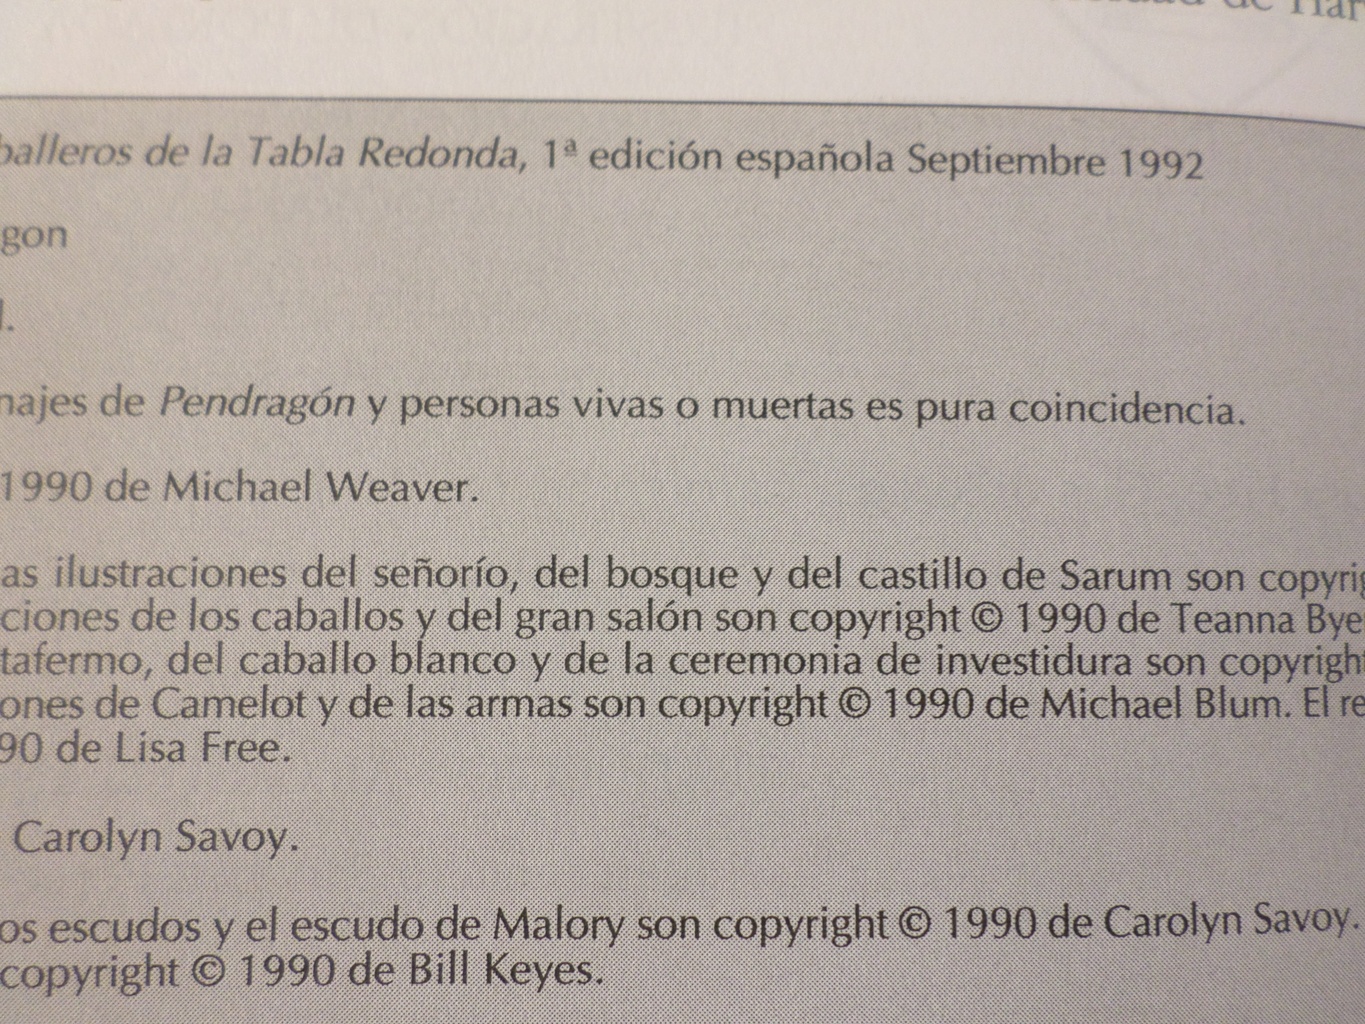 de Har
balleros de la Tabla Redonda, 1ª edición española Septiembre 1992
gon
l.
najes de Pendragón y personas vivas o muertas es pura coincidencia.
1990 de Michael Weaver.
as ilustraciones del señorío, del bosque y del castillo de Sarum son copyrig
ciones de los caballos y del gran salón son copyright © 1990 de Teanna Bye
tafermo, del caballo blanco y de la ceremonia de investidura son copyright
ones de Camelot y de las armas son copyright © 1990 de Michael Blum. El re
90 de Lisa Free.
Carolyn Savoy.
os escudos y el escudo de Malory son copyright © 1990 de Carolyn Savoy.
copyright © 1990 de Bill Keyes.